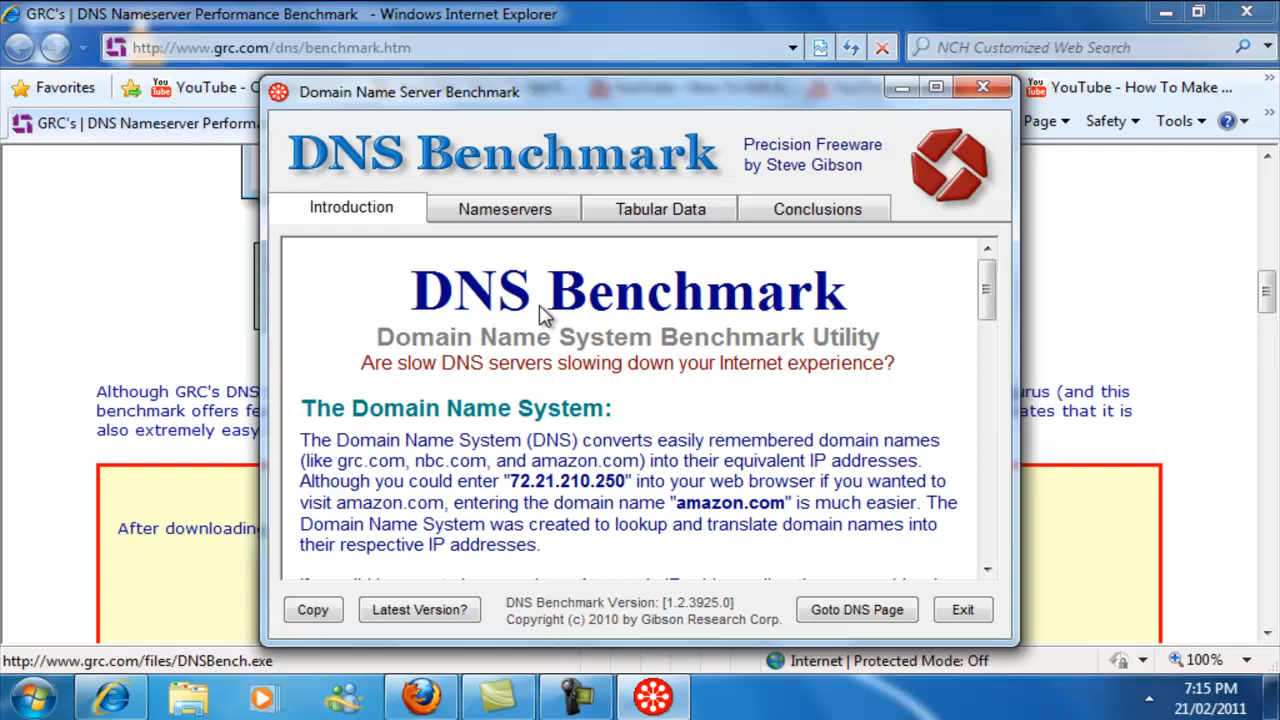 GRC's | DNS Nameserver Performance Benchmark - Windows Internet Explorer
http://www.grc.com/dns/benchmark.htm
NCH Customized Web Search
Favorites
YouTube - C
YouTube - How To Make ...
GRC's | DNS Nameserver Performa
Page
Safety
Tools
Domain Name Server Benchmark
DNS Benchmark
Precision Freeware
by Steve Gibson
Introduction
Nameservers
Tabular Data
Conclusions
DNS Benchmark
Domain Name System Benchmark Utility
Are slow DNS servers slowing down your Internet experience?
The Domain Name System:
The Domain Name System (DNS) converts easily remembered domain names
(like grc.com, nbc.com, and amazon.com) into their equivalent IP addresses.
Although you could enter "72.21.210.250" into your web browser if you wanted to
visit amazon.com, entering the domain name "amazon.com" is much easier. The
Domain Name System was created to lookup and translate domain names into
their respective IP addresses.
Copy
Latest Version?
DNS Benchmark Version: [1.2.3925.0]
Copyright (c) 2010 by Gibson Research Corp.
Goto DNS Page
Exit
Although GRC's DNS
urus (and this
benchmark offers fe
ates that it is
also extremely easy
After downloading
http://www.grc.com/files/DNSBench.exe
Internet | Protected Mode: Off
100%
7:15 PM
21/02/2011